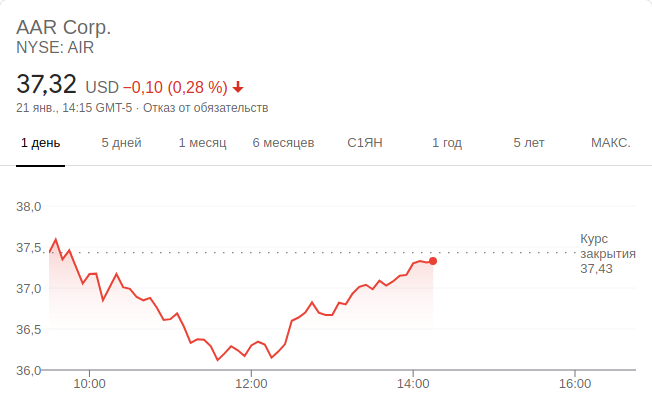 AAR Corp.
NYSE: AIR
37,32 USD −0,10 (0,28 %)
21 янв., 14:15 GMT-5 · Отказ от обязательств
1 день 5 дней 1 месяц 6 месяцев С1ЯН 1 год 5 лет МАКС.
38,0
37,5
37,0
36,5
36,0
Курс
закрытия
37,43
10:00 12:00 14:00 16:00